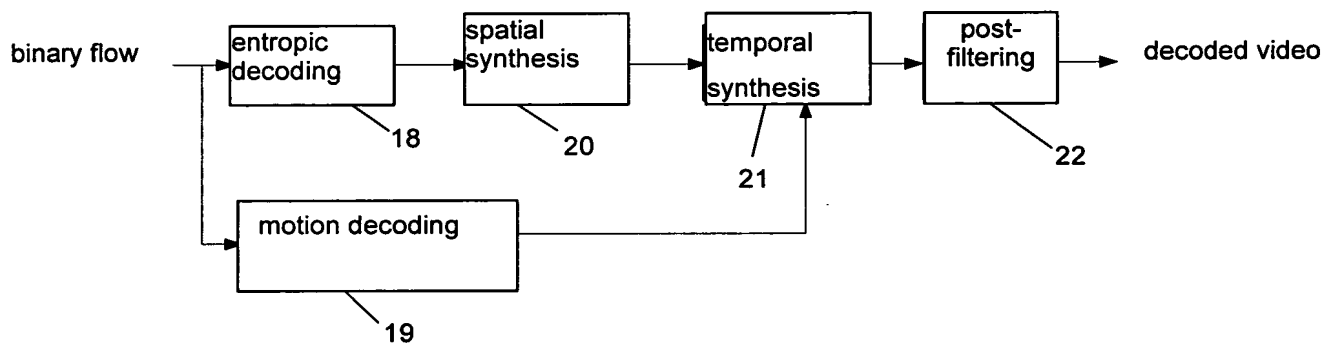 binary flow
entropic
decoding
spatial
synthesis
temporal
synthesis
post-
filtering
decoded video
18
20
21
22
motion decoding
19